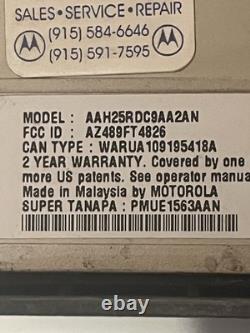 SALES • SERVICE • REPAIR
(915) 584-6646
(915) 591-7595
MODEL : AAH25RDC9AA2AN
FCC ID : AZ489FT4826
CAN TYPE : WARUA109195418A
2 YEAR WARRANTY. Covered by one
more US patents. See operator manua
Made in Malaysia by MOTOROLA
SUPER TANAPA : PMUE1563AAN